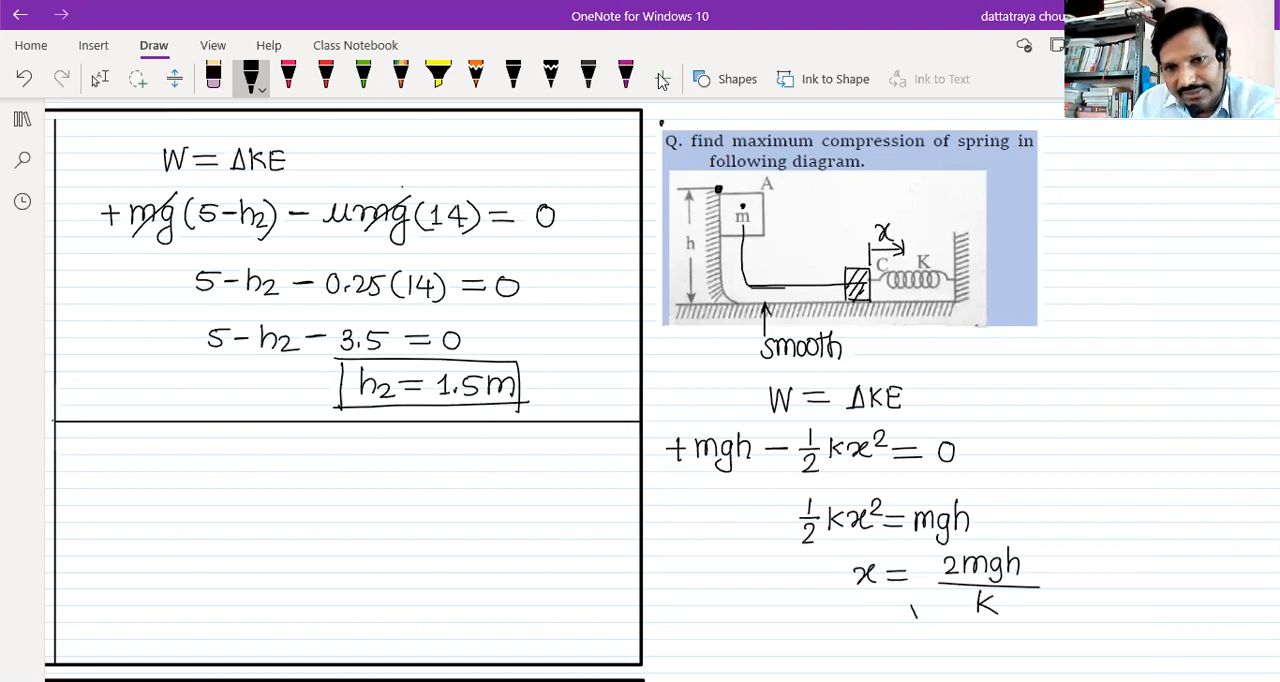 OneNote for Windows 10
dattatraya chou
Home Insert Draw View Help Class Notebook
Shapes Ink to Shape Ink to Text
W = ΔKE
+mg(5-h2) - μmg(14) = 0
5-h2 - 0.25(14) = 0
5-h2 - 3.5 = 0
h2 = 1.5m
Q. find maximum compression of spring in
following diagram.
A
m
h
x
C K
smooth
W = ΔKE
+mgh - 1/2 kx² = 0
1/2 kx² = mgh
x = 2mgh/K